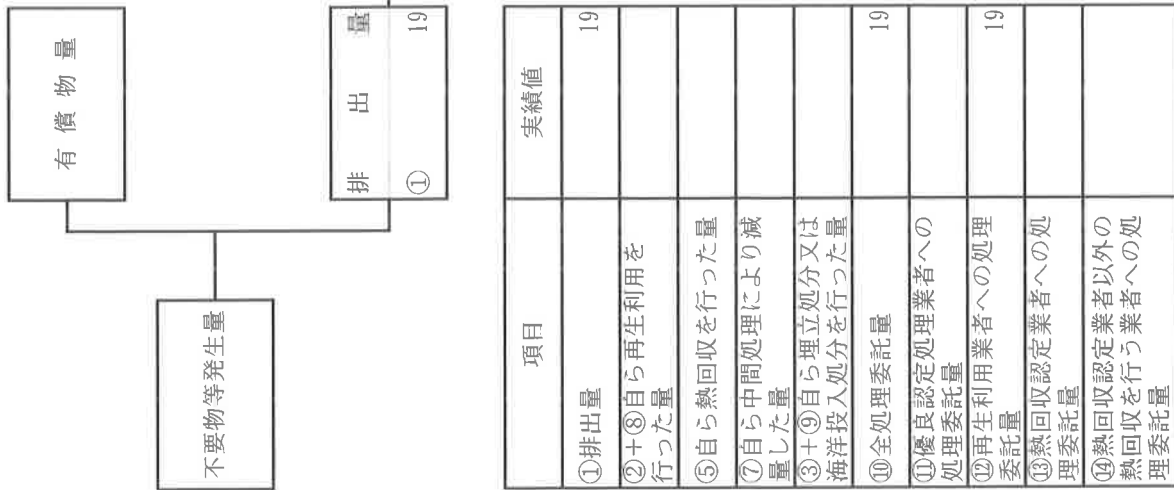 有償物量
不要物等発生量
排出量
① 19
項目 実績値
①排出量 19
②+⑧自ら再生利用を
行った量
⑤自ら熱回収を行った量
⑦自ら中間処理により減
量した量
③+⑨自ら埋立処分又は
海洋投入処分を行った量
⑩全処理委託量 19
⑪優良認定処理業者への
処理委託量
⑫再生利用業者への処理
委託量 19
⑬熱回収認定業者への処
理委託量
⑭熱回収認定業者以外の
熱回収を行う業者への処
理委託量